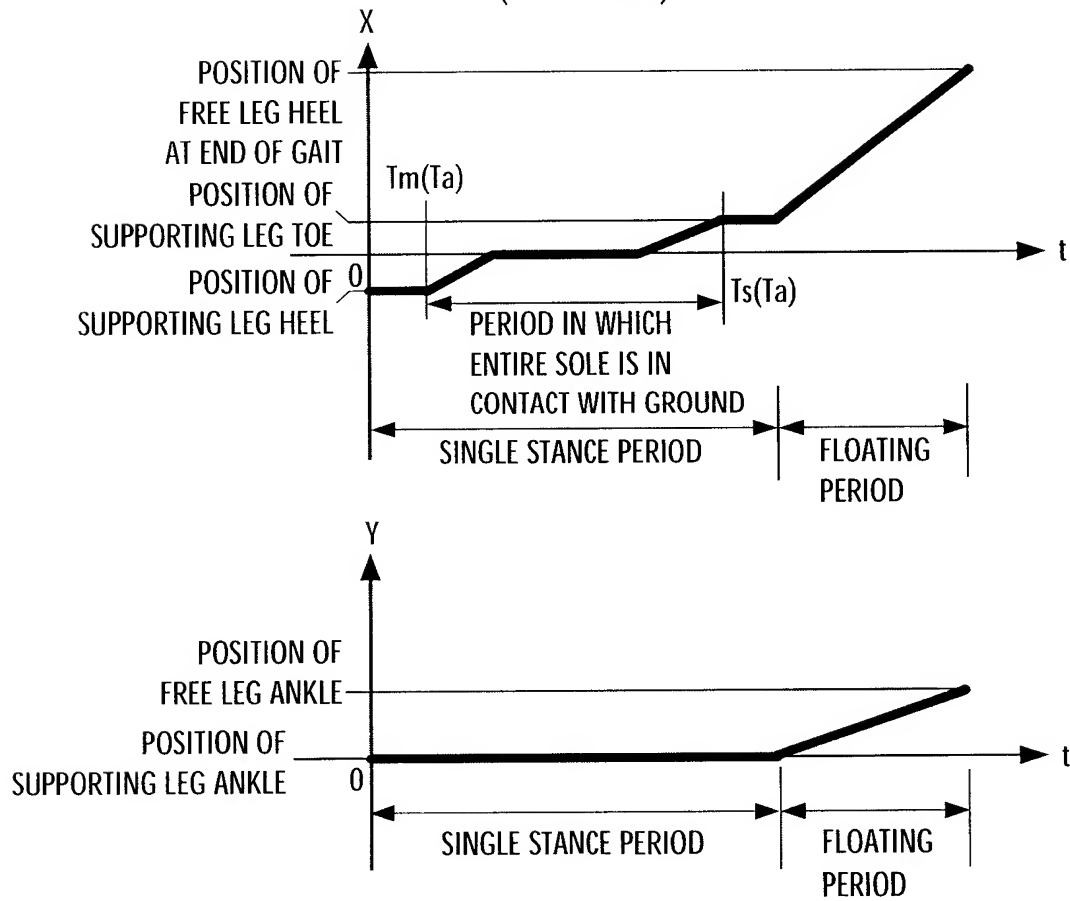 X
POSITION OF
FREE LEG HEEL
AT END OF GAIT
Tm(Ta)
POSITION OF
SUPPORTING LEG TOE
t
0
POSITION OF
SUPPORTING LEG HEEL
Ts(Ta)
PERIOD IN WHICH
ENTIRE SOLE IS IN
CONTACT WITH GROUND
SINGLE STANCE PERIOD
FLOATING
PERIOD
Y
POSITION OF
FREE LEG ANKLE
POSITION OF
SUPPORTING LEG ANKLE
0
t
SINGLE STANCE PERIOD
FLOATING
PERIOD